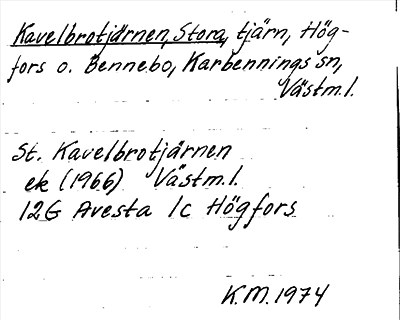 Kavelbrotjärnen, Stora, tjärn, Hög-
fors o. Bennebo, Karbennings sn,
Västm.l.
St. Kavelbrotjärnen
ek (1966) Västm.l.
12G Avesta 1c Högfors
K.M. 1974